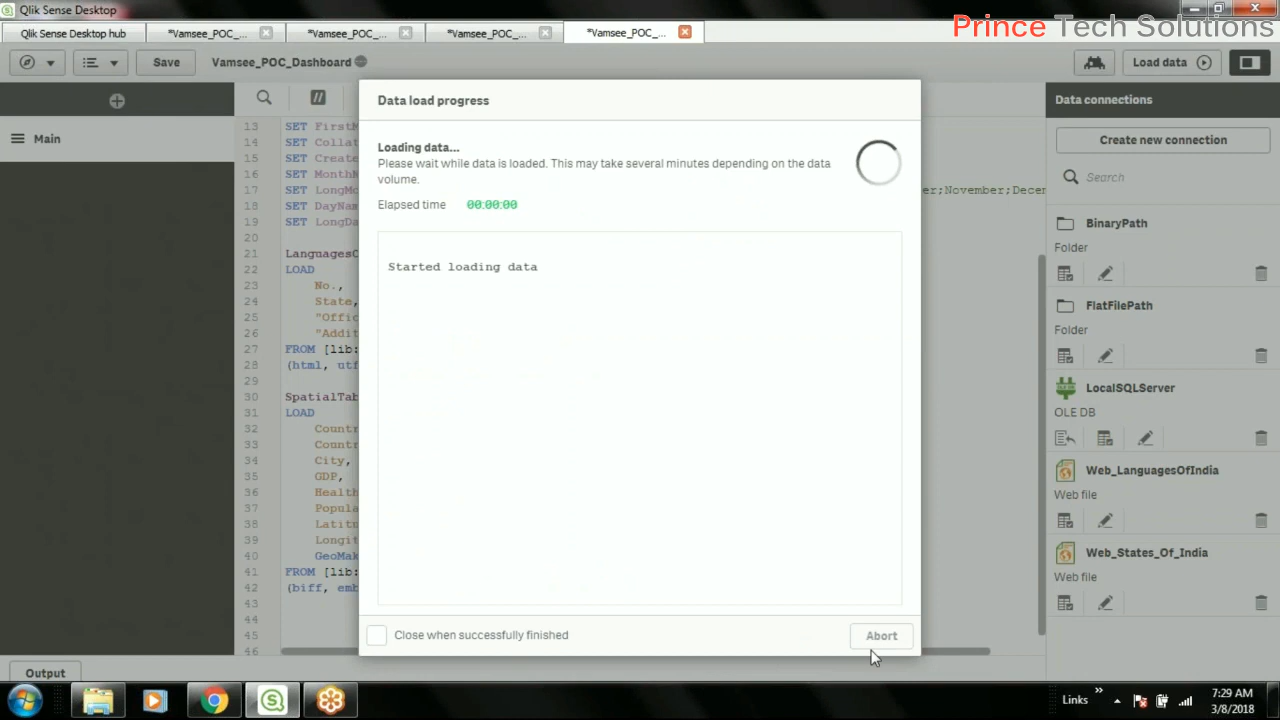 Qlik Sense Desktop
Prince Tech Solutions
Qlik Sense Desktop hub
*Vamsee_POC_...
*Vamsee_POC_...
*Vamsee_POC_...
*Vamsee_POC_...
Save
Vamsee_POC_Dashboard
Load data
Data load progress
Data connections
Main
13 SET FirstM
14 SET Collat
15 SET Create
16 SET MonthN
17 SET LongMo
er;November;Decem
18 SET DayNam
19 SET LongDa
20
21 LanguagesO
22 LOAD
23 No.,
24 State,
25 "Offic
26 "Addit
27 FROM [lib:
28 (html, utf
29
30 SpatialTab
31 LOAD
32 Countr
33 Countr
34 City,
35 GDP,
36 Health
37 Popula
38 Latitu
39 Longit
40 GeoMak
41 FROM [lib:
42 (biff, emb
43
44
45
46
Loading data...
Please wait while data is loaded. This may take several minutes depending on the data
volume.
Elapsed time 00:00:00
Started loading data
Close when successfully finished
Abort
Create new connection
Search
BinaryPath
Folder
FlatFilePath
Folder
LocalSQLServer
OLE DB
Web_LanguagesOfIndia
Web file
Web_States_Of_India
Web file
Output
Links
7:29 AM
3/8/2018